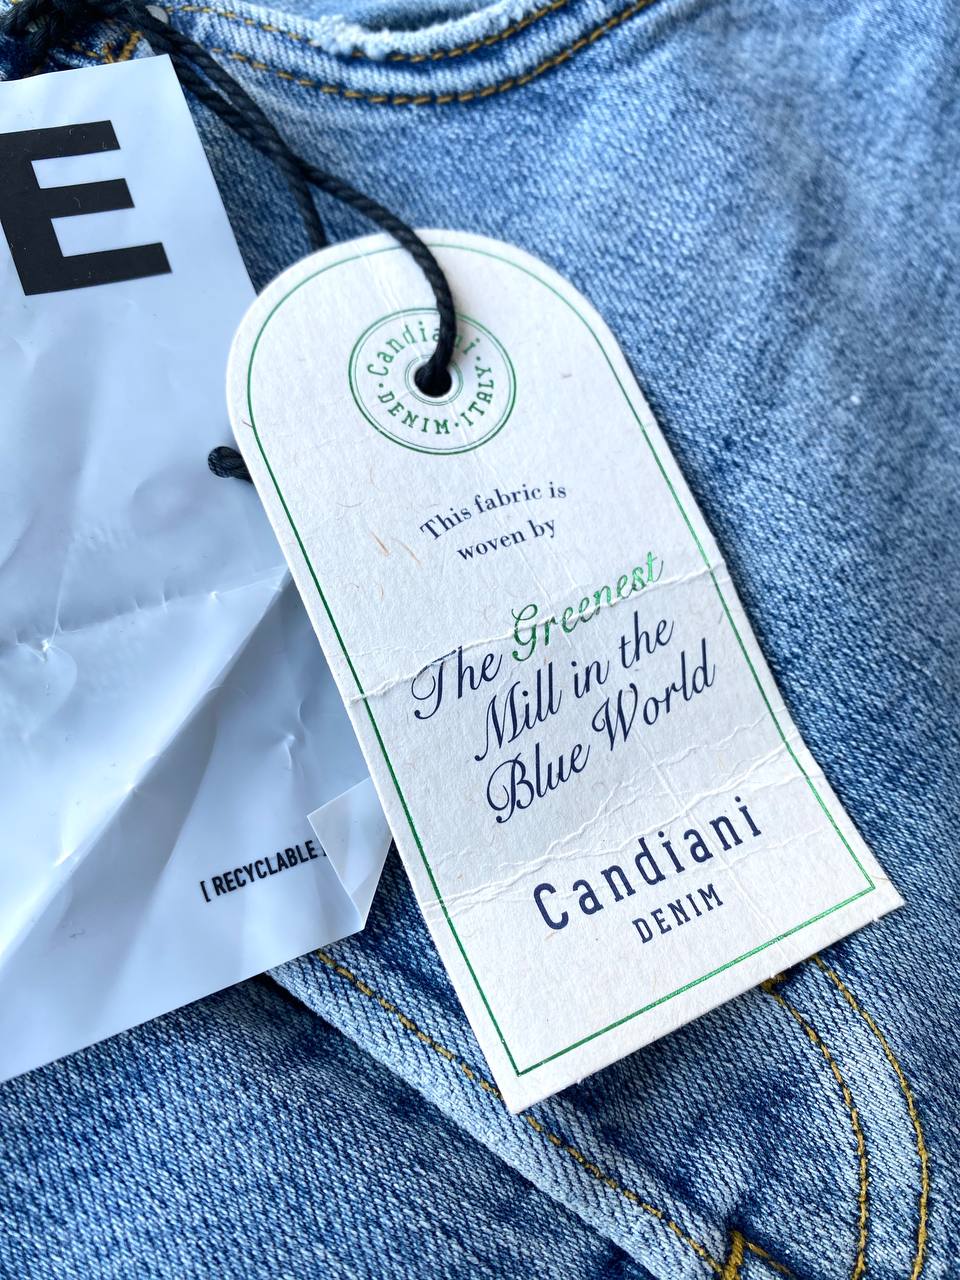 E
[ RECYCLABLE ]
Candiani
·DENIM·ITALY·
This fabric is
woven by
The Greenest
Mill in the
Blue World
Candiani
DENIM